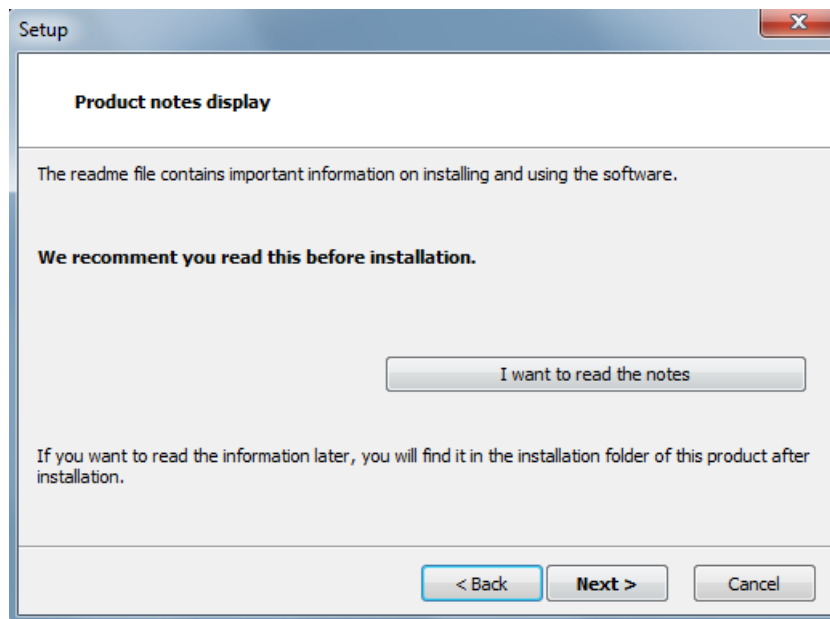 Setup
Product notes display
The readme file contains important information on installing and using the software.
We recomment you read this before installation.
I want to read the notes
If you want to read the information later, you will find it in the installation folder of this product after
installation.
< Back Next > Cancel